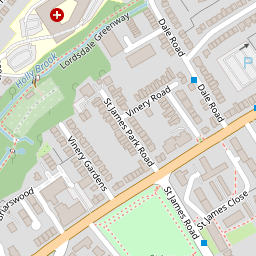 Lordsdale Greenway
Holly Brook
Dale Road
Vinery Road
Dale Road
St James Park Road
Vinery Gardens
St James Close
St James Road